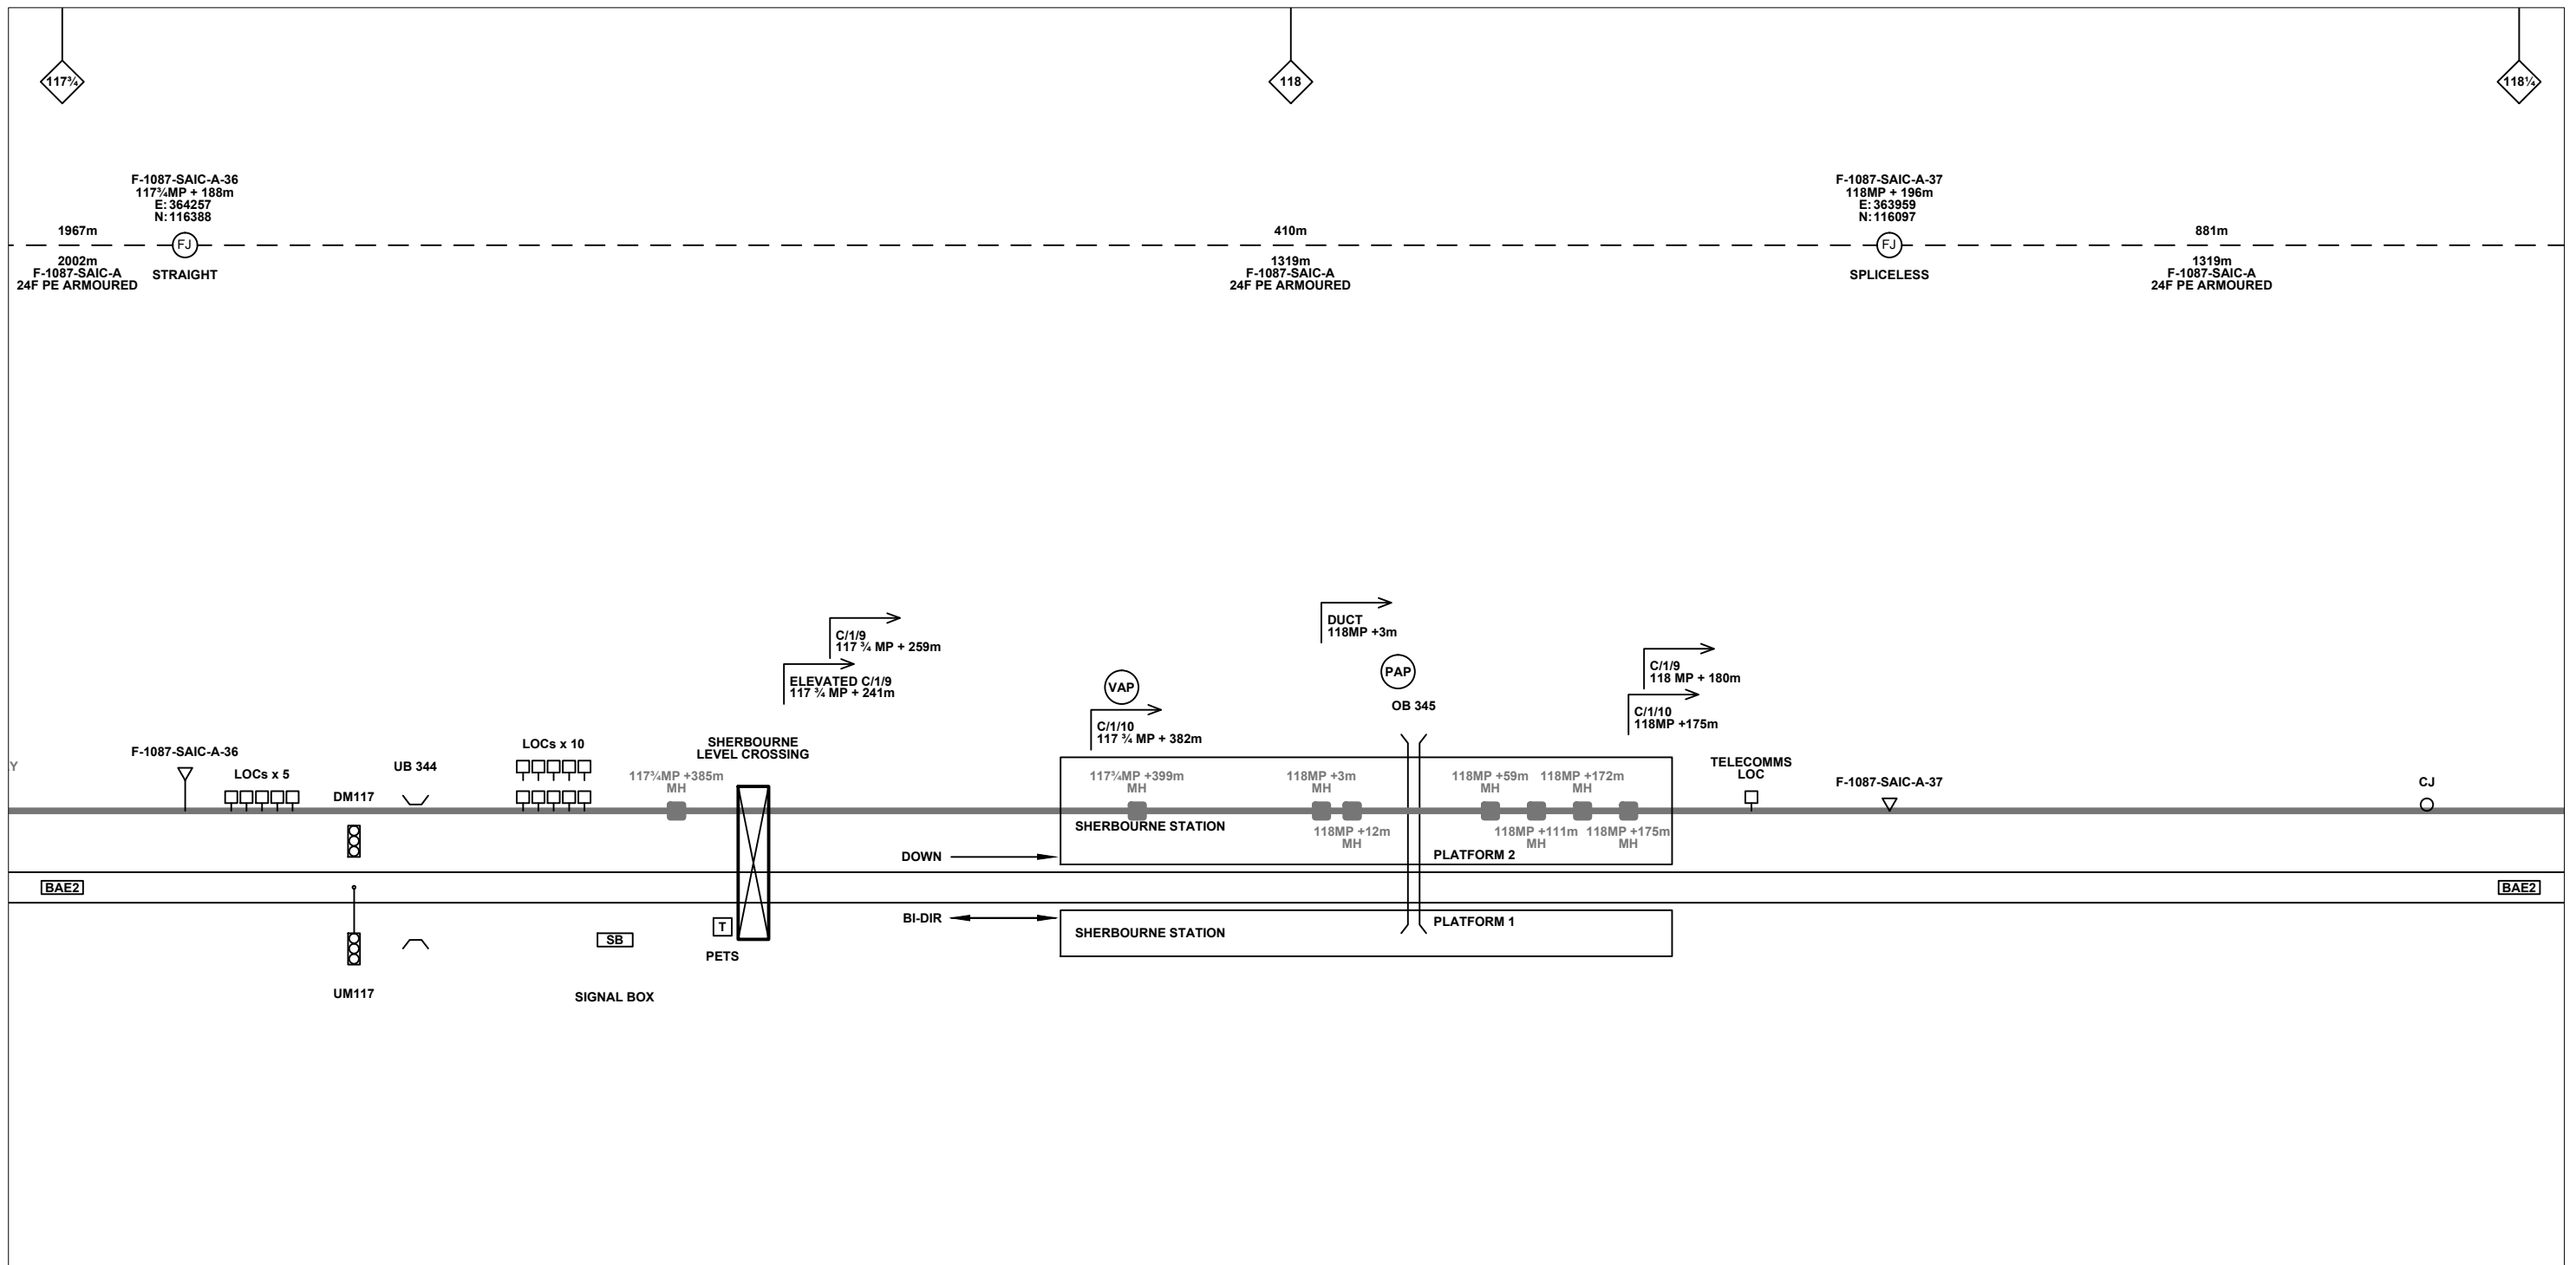 117¾
118
118¼
F-1087-SAIC-A-36
117¾MP + 188m
E: 364257
N: 116388
F-1087-SAIC-A-37
118MP + 196m
E: 363959
N: 116097
1967m
FJ
410m
FJ
881m
2002m
F-1087-SAIC-A
24F PE ARMOURED
STRAIGHT
1319m
F-1087-SAIC-A
24F PE ARMOURED
SPLICELESS
1319m
F-1087-SAIC-A
24F PE ARMOURED
C/1/9
117 ¾ MP + 259m
ELEVATED C/1/9
117 ¾ MP + 241m
DUCT
118MP +3m
VAP
PAP
C/1/9
118 MP + 180m
OB 345
C/1/10
117 ¾ MP + 382m
C/1/10
118MP +175m
Y
F-1087-SAIC-A-36
LOCs x 5
DM117
UB 344
LOCs x 10
SHERBOURNE
LEVEL CROSSING
117¾MP +385m
MH
117¾MP +399m
MH
118MP +3m
MH
118MP +59m
MH
118MP +172m
MH
TELECOMMS
LOC
F-1087-SAIC-A-37
CJ
SHERBOURNE STATION
118MP +12m
MH
118MP +111m
MH
118MP +175m
MH
DOWN
PLATFORM 2
BAE2
BAE2
BI-DIR
PLATFORM 1
T
SB
SHERBOURNE STATION
PETS
UM117
SIGNAL BOX